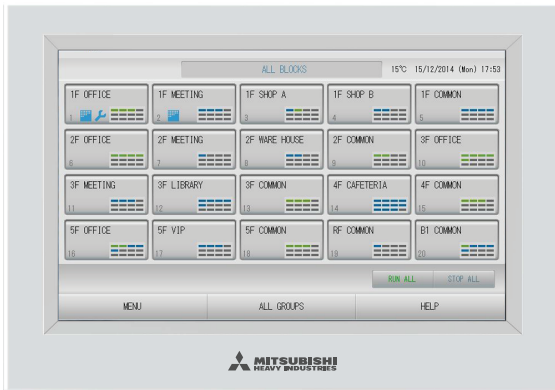 ALL BLOCKS 15℃ 15/12/2014 (Mon) 17:53
1F OFFICE 1F MEETING 1F SHOP A 1F SHOP B 1F COMMON
1 2 3 4 5
2F OFFICE 2F MEETING 2F WARE HOUSE 2F COMMON 3F OFFICE
6 7 8 9 10
3F MEETING 3F LIBRARY 3F COMMON 4F CAFETERIA 4F COMMON
11 12 13 14 15
5F OFFICE 5F VIP 5F COMMON RF COMMON B1 COMMON
16 17 18 19 20
RUN ALL STOP ALL
MENU ALL GROUPS HELP
MITSUBISHI
HEAVY INDUSTRIES